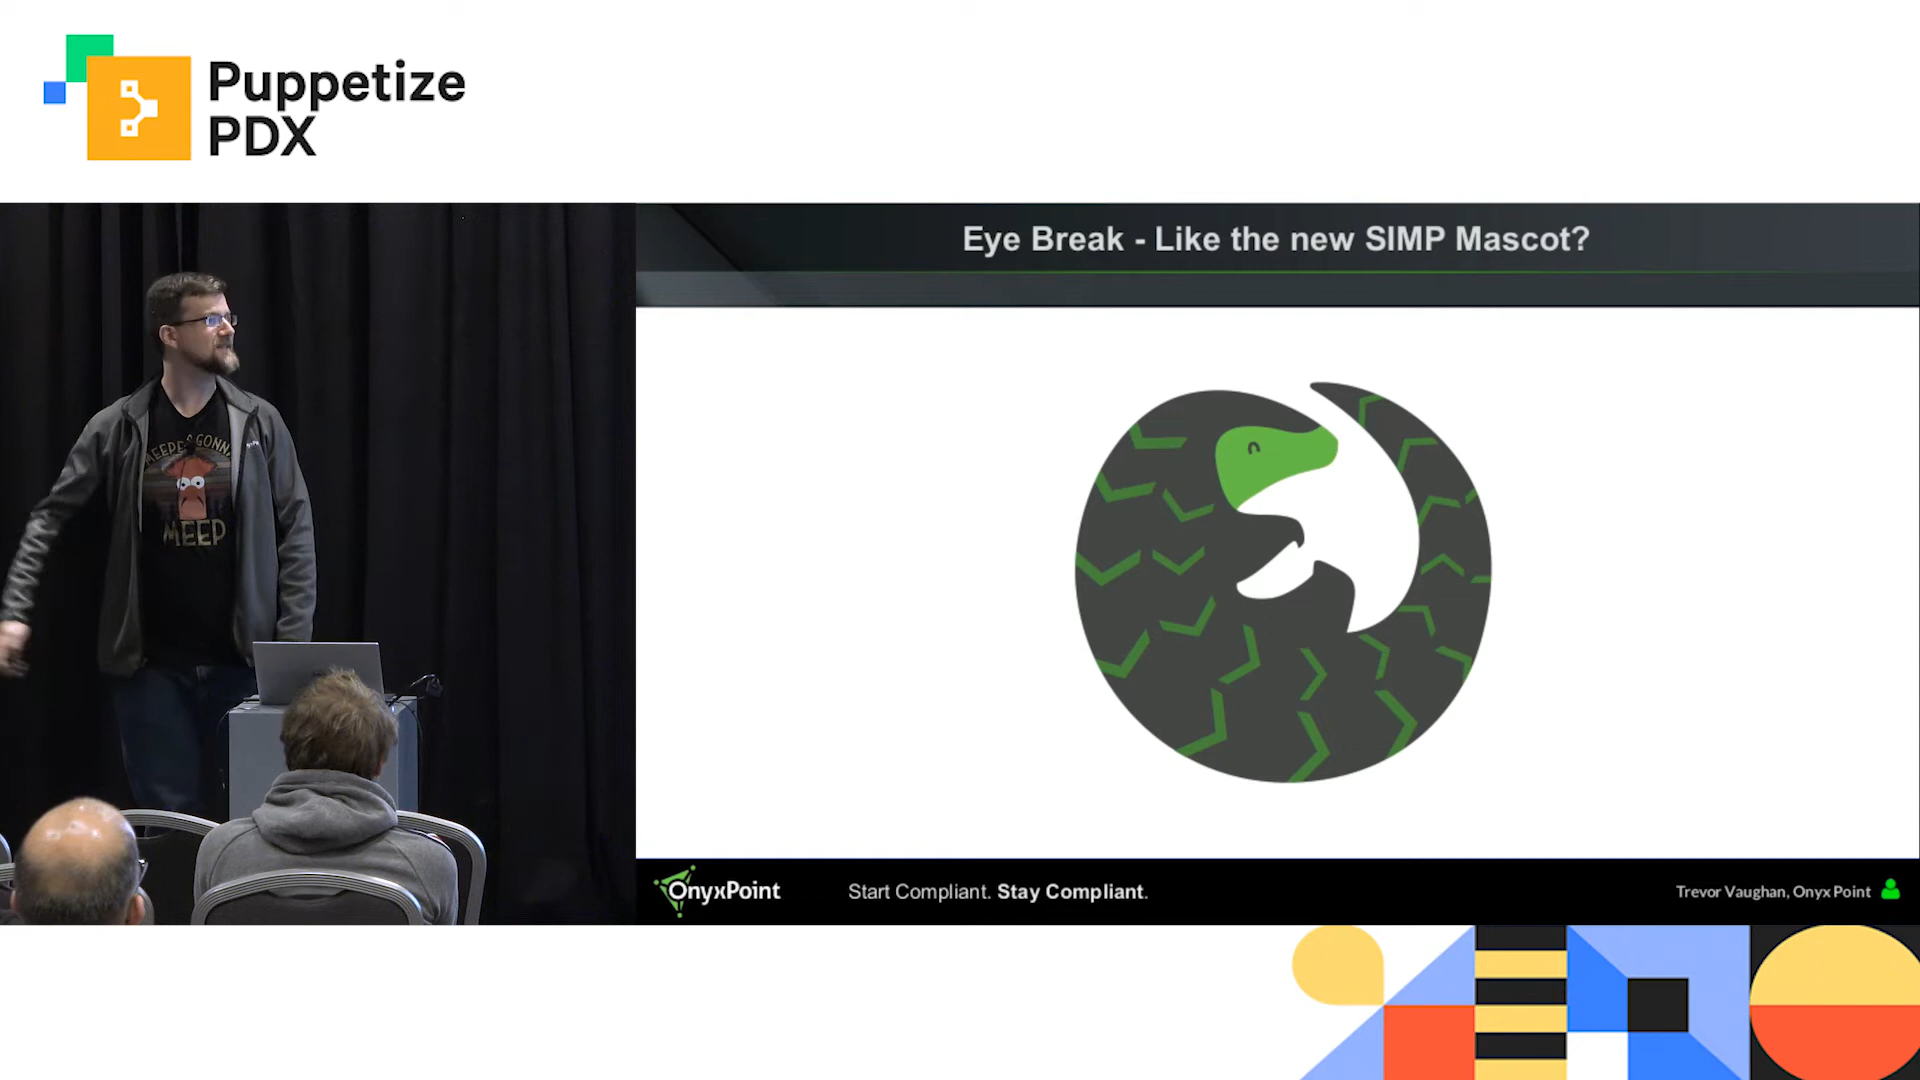 Puppetize
PDX
Eye Break - Like the new SIMP Mascot?
MEEP
OnyxPoint
Start Compliant. Stay Compliant.
Trevor Vaughan, Onyx Point